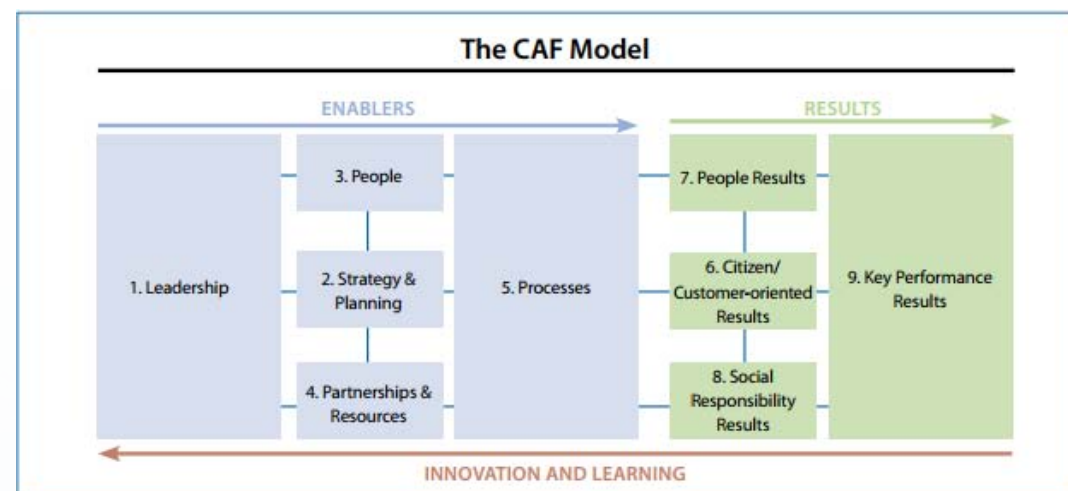 The CAF Model
ENABLERS
RESULTS
1. Leadership
3. People
2. Strategy &
Planning
4. Partnerships &
Resources
5. Processes
7. People Results
6. Citizen/
Customer-oriented
Results
8. Social
Responsibility
Results
9. Key Performance
Results
INNOVATION AND LEARNING